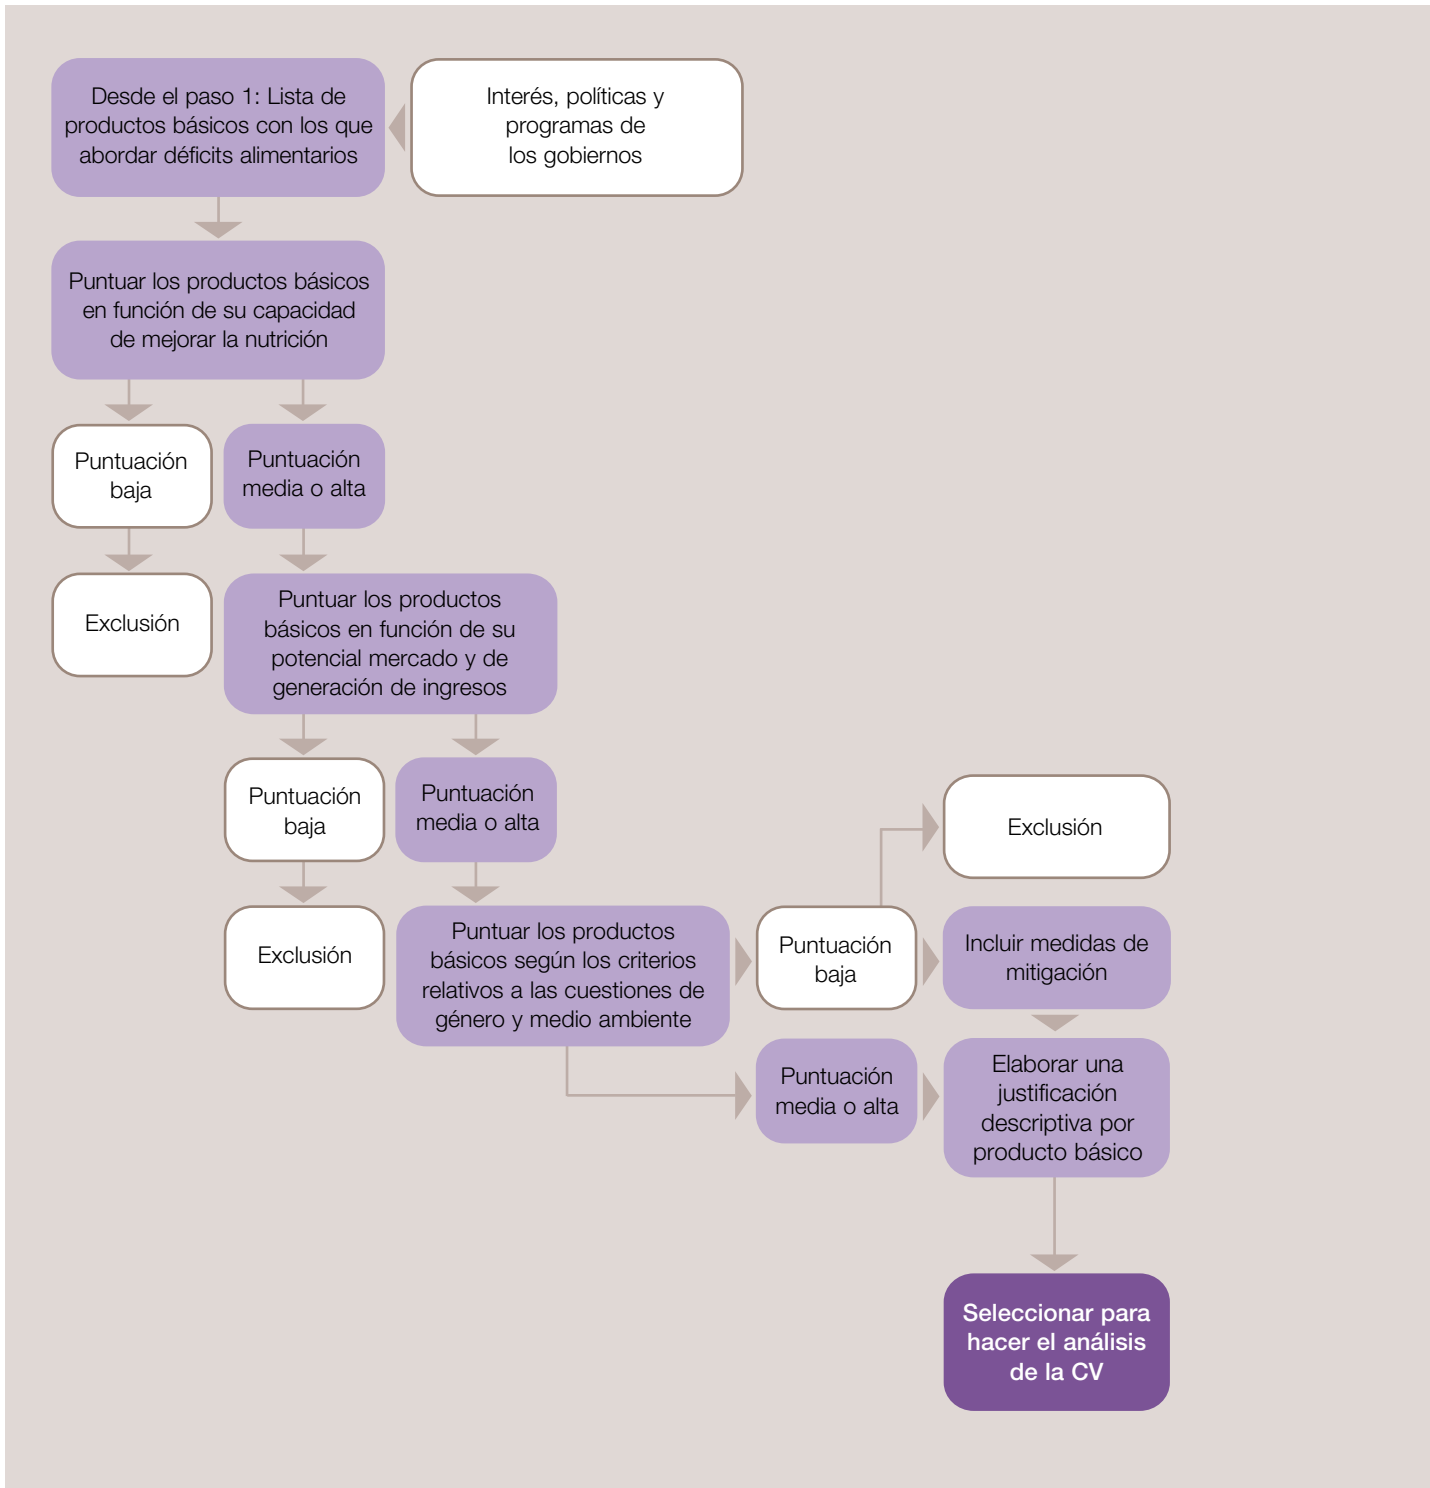 Desde el paso 1: Lista de
productos básicos con los que
abordar déficits alimentarios
Interés, políticas y
programas de
los gobiernos
Puntuar los productos básicos
en función de su capacidad
de mejorar la nutrición
Puntuación
baja
Puntuación
media o alta
Exclusión
Puntuar los productos
básicos en función de su
potencial mercado y de
generación de ingresos
Puntuación
baja
Puntuación
media o alta
Exclusión
Exclusión
Puntuar los productos
básicos según los criterios
relativos a las cuestiones de
género y medio ambiente
Puntuación
baja
Incluir medidas de
mitigación
Puntuación
media o alta
Elaborar una
justificación
descriptiva por
producto básico
Seleccionar para
hacer el análisis
de la CV